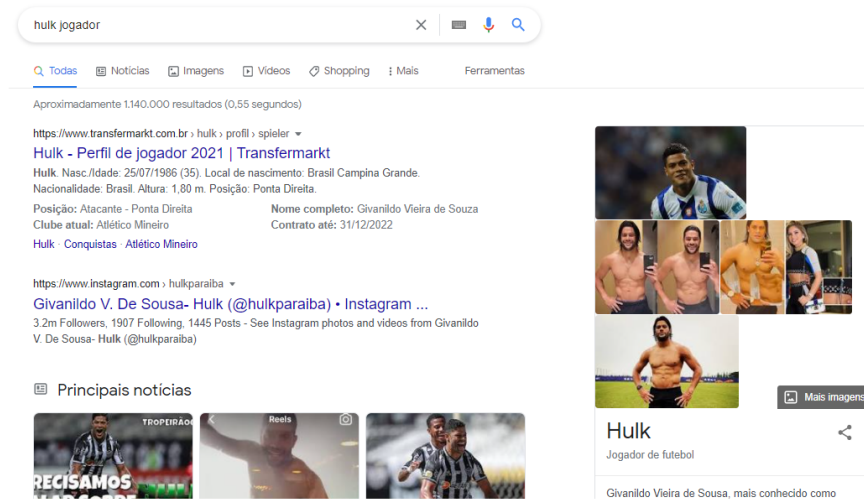 hulk jogador
Todas
Notícias
Imagens
Vídeos
Shopping
Mais
Ferramentas
Aproximadamente 1.140.000 resultados (0,55 segundos)
https://www.transfermarkt.com.br › hulk › profil › spieler
Hulk - Perfil de jogador 2021 | Transfermarkt
Hulk. Nasc./Idade: 25/07/1986 (35). Local de nascimento: Brasil Campina Grande.
Nacionalidade: Brasil. Altura: 1,80 m. Posição: Ponta Direita.
Posição: Atacante - Ponta Direita
Nome completo: Givanildo Vieira de Souza
Clube atual: Atlético Mineiro
Contrato até: 31/12/2022
Hulk · Conquistas · Atlético Mineiro
https://www.instagram.com › hulkparaiba
Givanildo V. De Sousa- Hulk (@hulkparaiba) • Instagram ...
3.2m Followers, 1907 Following, 1445 Posts - See Instagram photos and videos from Givanildo
V. De Sousa- Hulk (@hulkparaiba)
Principais notícias
TROPEIRÃO
RECISAMOS
Reels
Mais imagens
Hulk
Jogador de futebol
Givanildo Vieira de Sousa, mais conhecido como